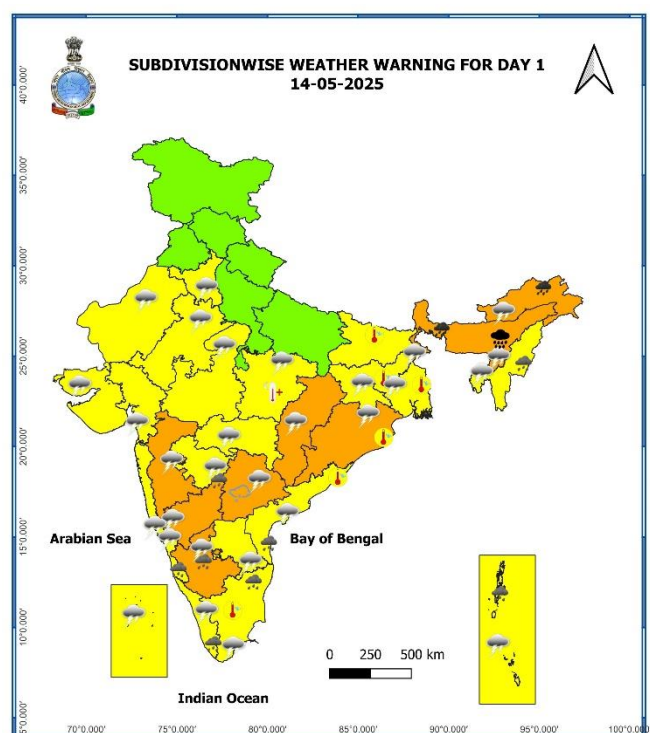 SUBDIVISIONWISE WEATHER WARNING FOR DAY 1
14-05-2025
40°0.000'
35°0.000'
30°0.000'
25°0.000'
20°0.000'
15°0.000'
10°0.000'
5°0.000'
Arabian Sea
Bay of Bengal
0 250 500 km
Indian Ocean
70°0.000' 75°0.000' 80°0.000' 85°0.000' 90°0.000' 95°0.000' 100°0.000'